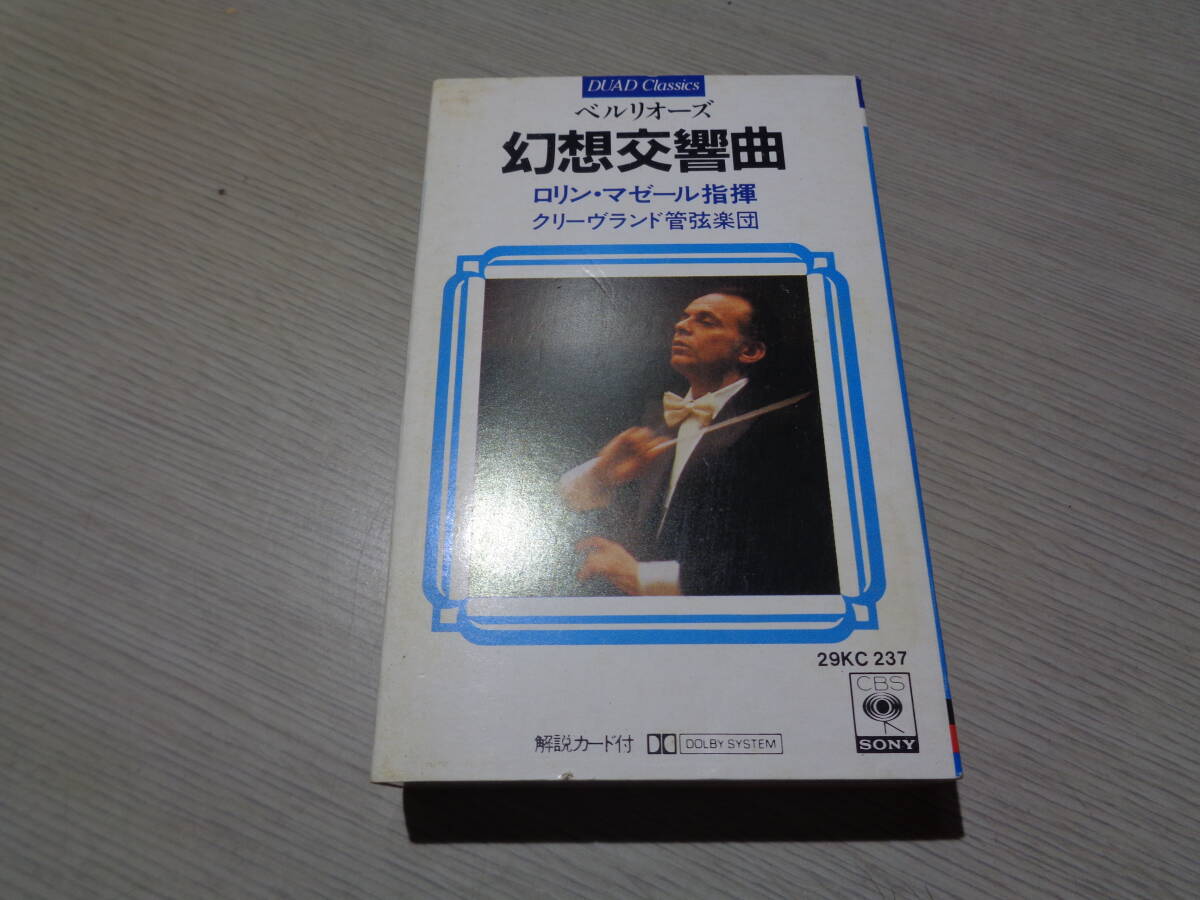 DUAD Classics
ベルリオーズ
幻想交響曲
ロリン・マゼール指揮
クリーヴランド管弦楽団
29KC 237
CBS
SONY
解説カード付 DOLBY SYSTEM